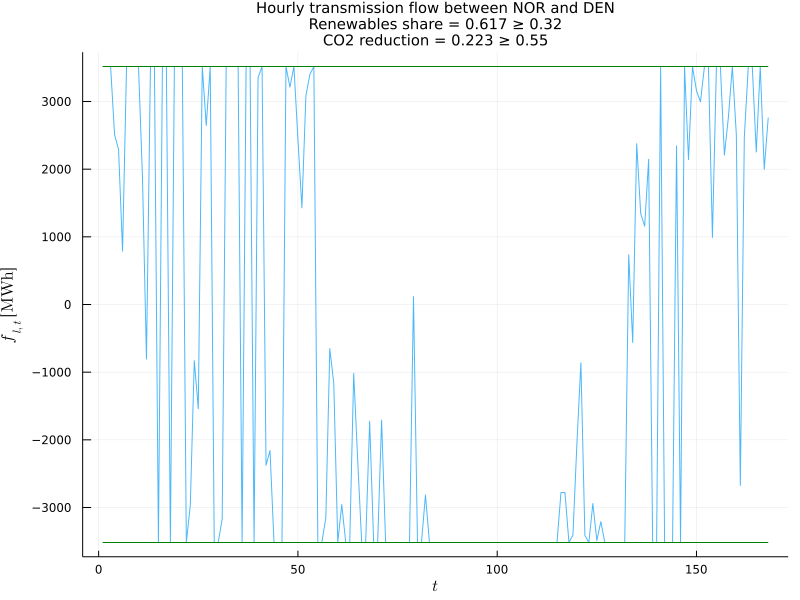 Hourly transmission flow between NOR and DEN
Renewables share = 0.617 ≥ 0.32
CO2 reduction = 0.223 ≥ 0.55
3000
2000
1000
0
−1000
−2000
−3000
f l,t [MWh]
0
50
100
150
t